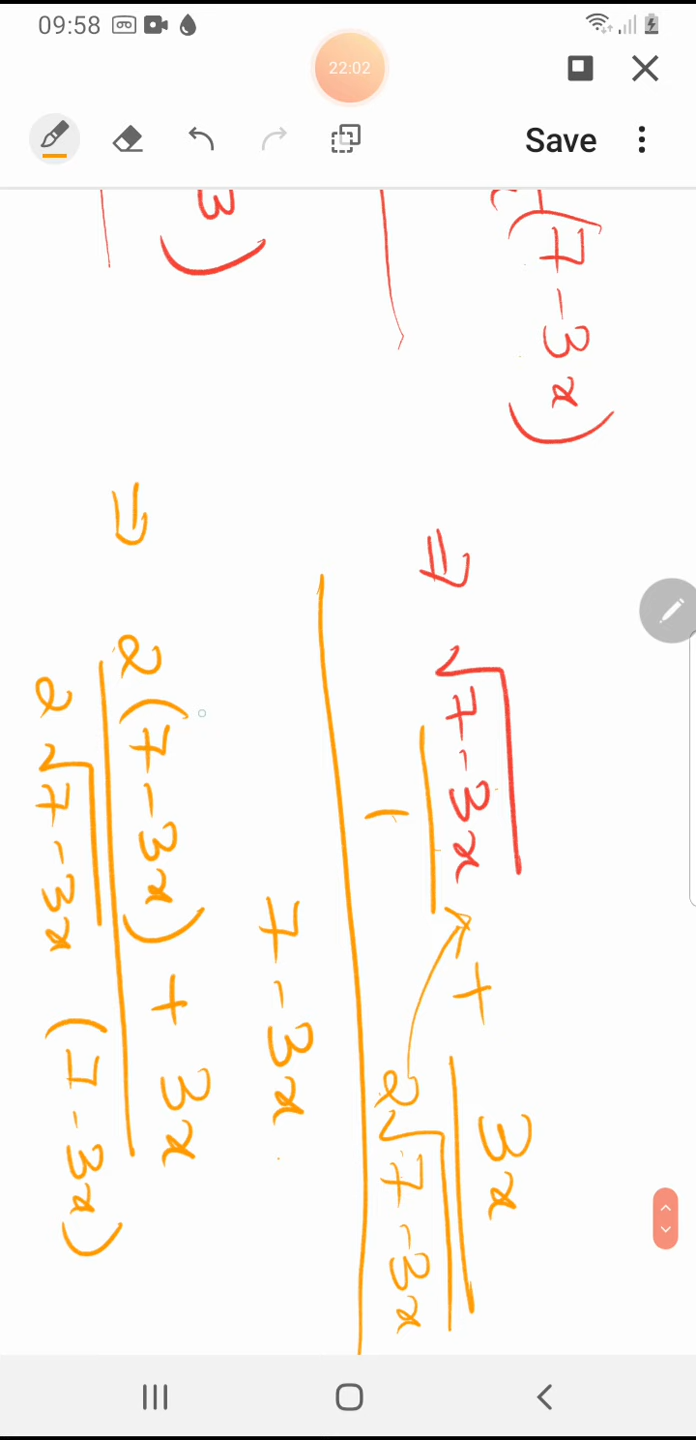 09:58
22:02
Save
3)
√(7-3x)
⇒ √7-3x / 1 + 3x / 2√7-3x
7-3x
⇒ 2(7-3x) + 3x
2√7-3x (7-3x)